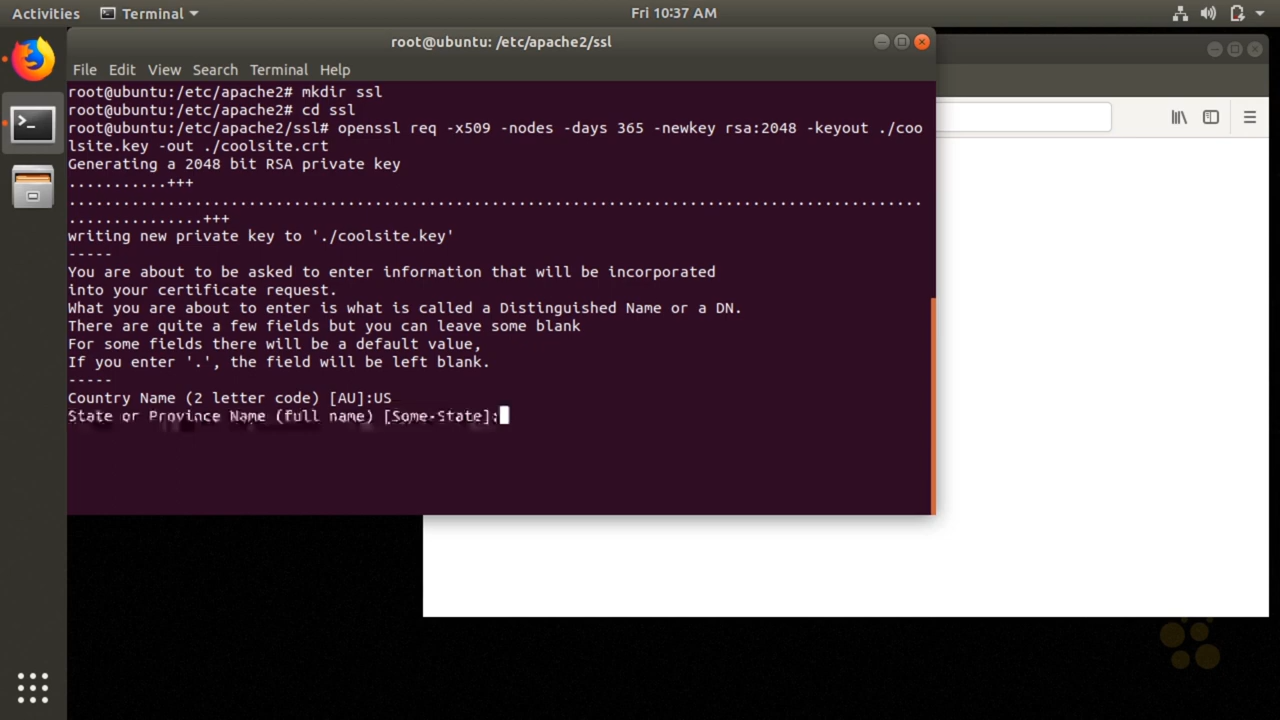 Activities Terminal Fri 10:37 AM
root@ubuntu: /etc/apache2/ssl
File Edit View Search Terminal Help
root@ubuntu:/etc/apache2# mkdir ssl
root@ubuntu:/etc/apache2# cd ssl
root@ubuntu:/etc/apache2/ssl# openssl req -x509 -nodes -days 365 -newkey rsa:2048 -keyout ./coo
lsite.key -out ./coolsite.crt
Generating a 2048 bit RSA private key
...........+++
...............................................................................................
...............+++
writing new private key to './coolsite.key'
-----
You are about to be asked to enter information that will be incorporated
into your certificate request.
What you are about to enter is what is called a Distinguished Name or a DN.
There are quite a few fields but you can leave some blank
For some fields there will be a default value,
If you enter '.', the field will be left blank.
-----
Country Name (2 letter code) [AU]:US
State or Province Name (full name) [Some-State]: